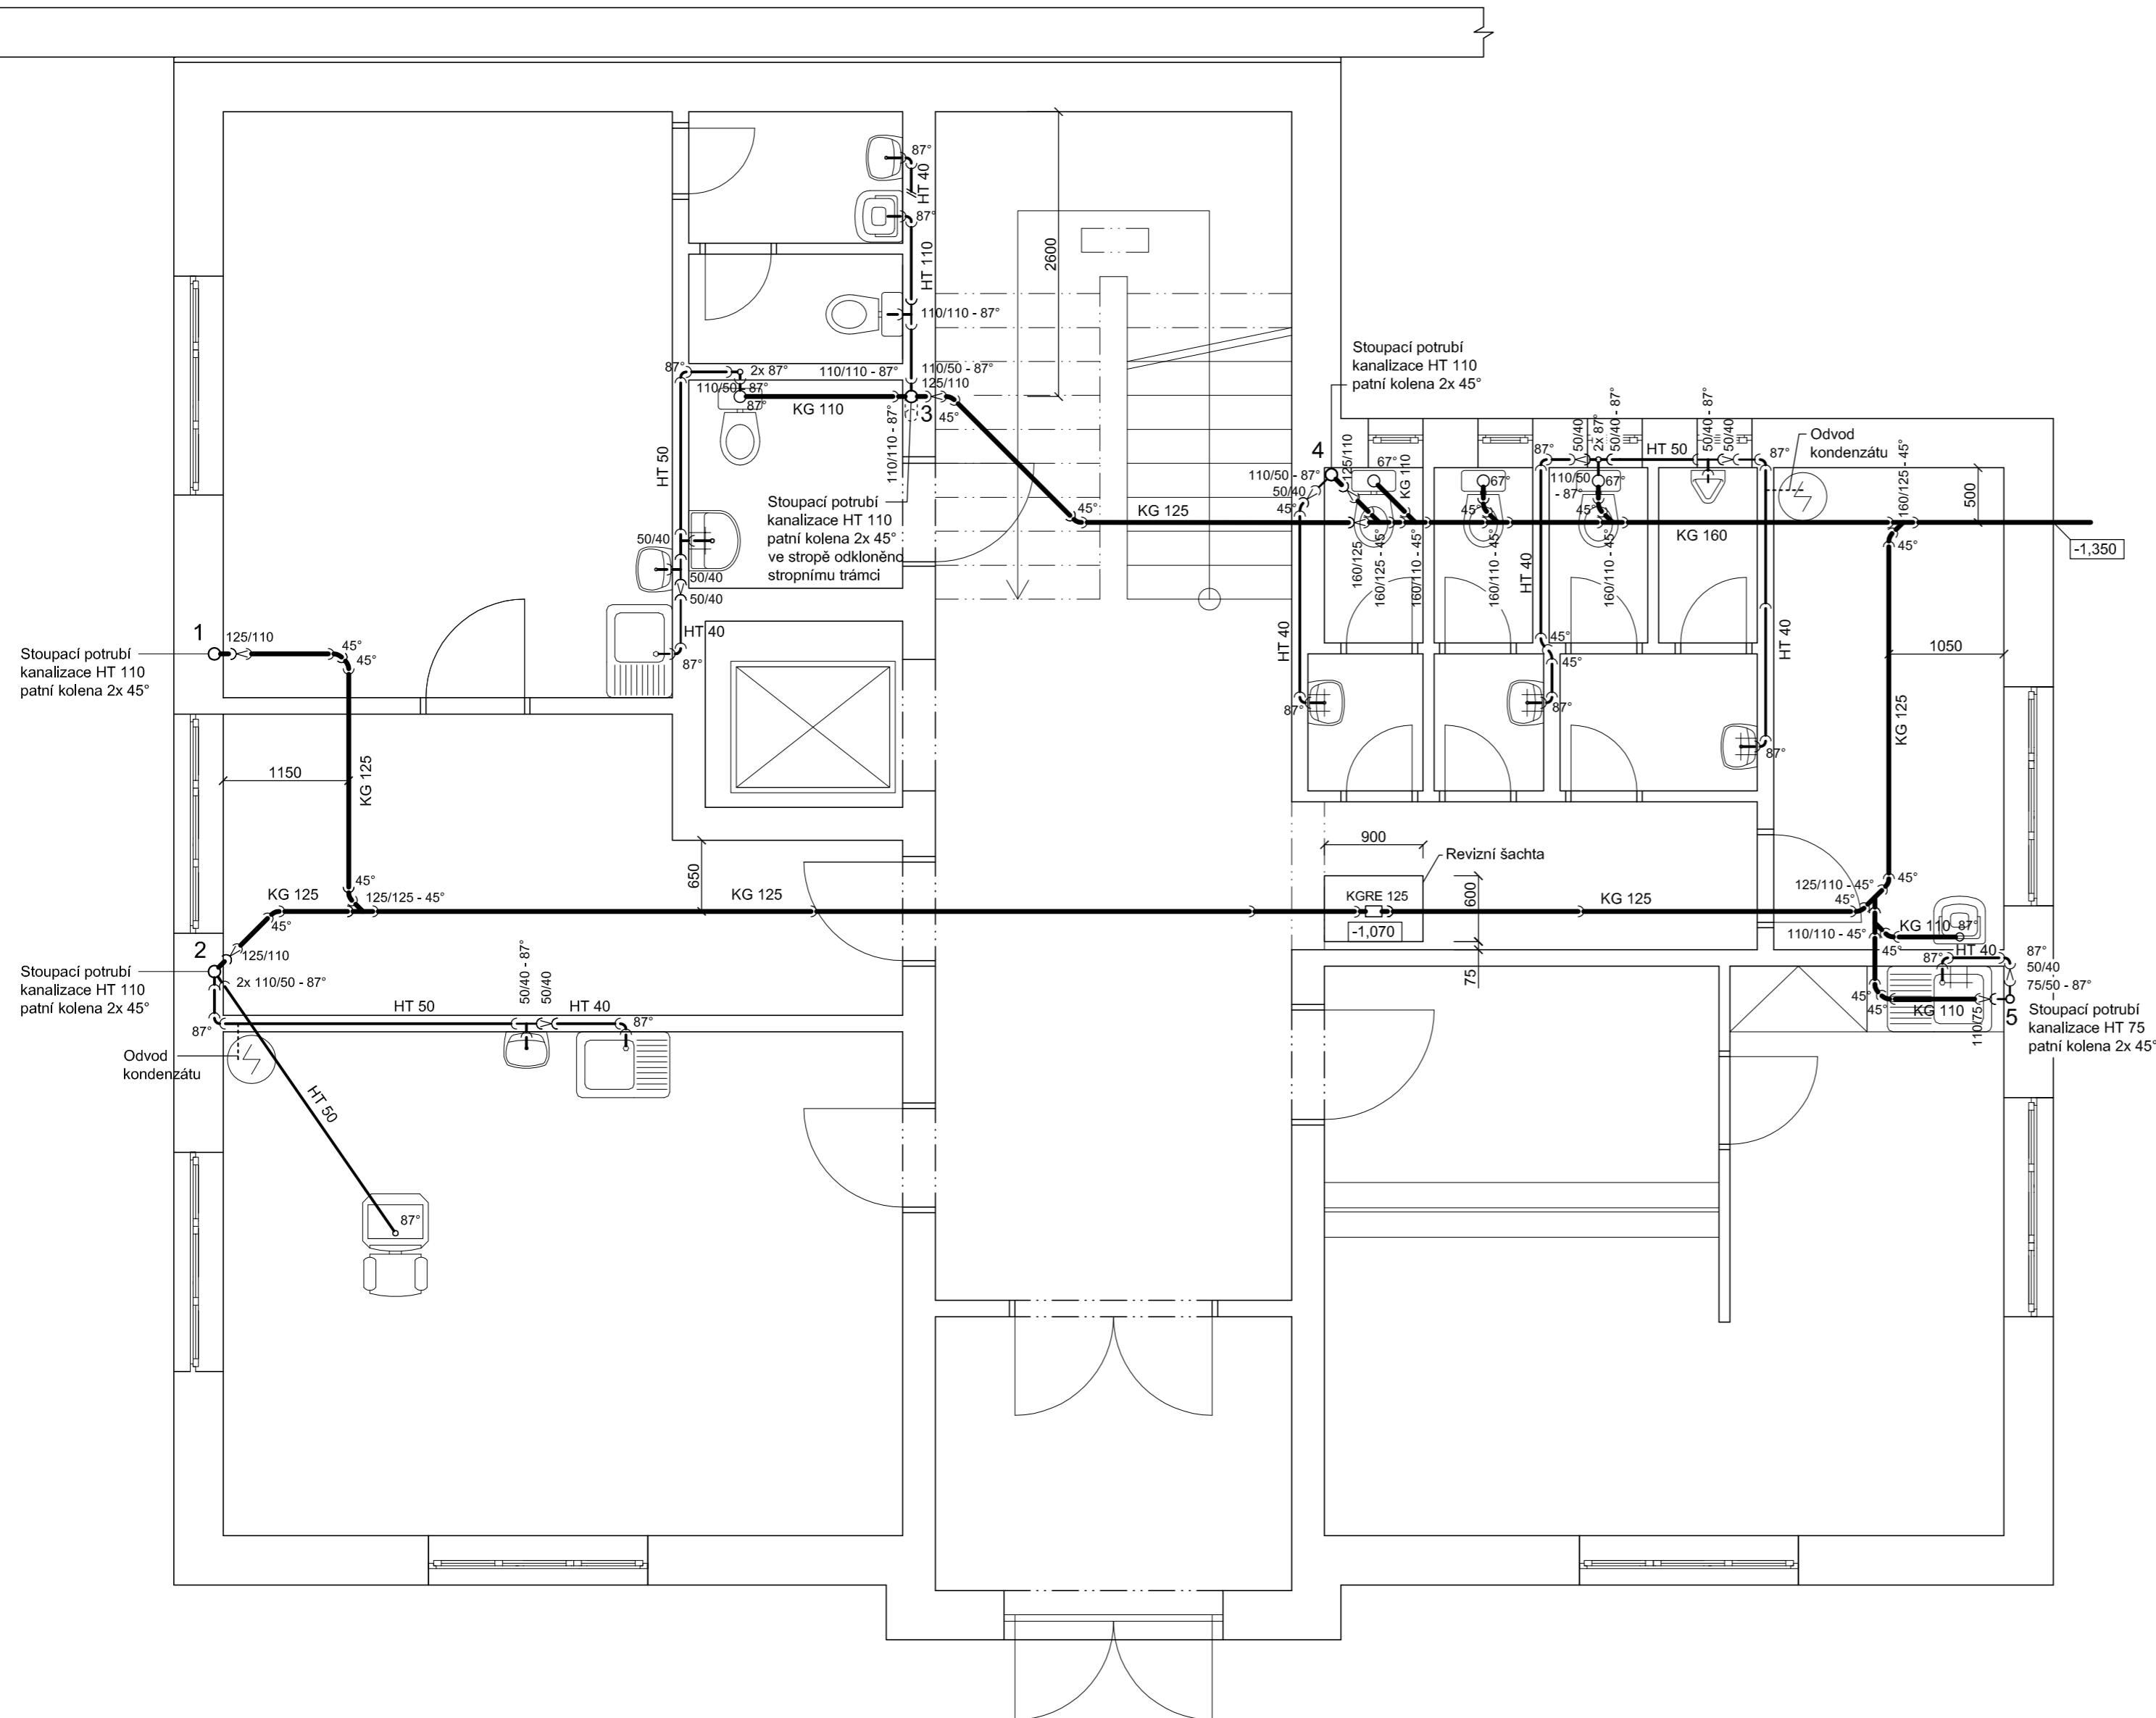 87°
HT 40
87°
HT 110
2600
110/110 - 87°
87°
2x 87°
110/110 - 87°
110/50 - 87°
125/110
110/50 - 87°
87°
KG 110
3
45°
110/110 - 87°
HT 50
Stoupací potrubí
kanalizace HT 110
patní kolena 2x 45°
ve stropě odkloněno
stropnímu trámci
50/40
50/40
50/40
HT 40
87°
45°
KG 125
Stoupací potrubí
kanalizace HT 110
patní kolena 2x 45°
4
125/110
110/50 - 87°
50/40
45°
67°
KG 110
67°
45°
87°
50/40
2x 87°
50/40 - 87°
HT 50
50/40 - 87°
50/40
87°
110/50
- 87°
67°
45°
Odvod
kondenzátu
160/125 - 45°
500
KG 160
45°
-1,350
160/125
160/125 - 45°
160/110 - 45°
160/110 - 45°
HT 40
160/110 - 45°
HT 40
HT 40
45°
45°
87°
87°
87°
1050
KG 125
1
125/110
Stoupací potrubí
kanalizace HT 110
patní kolena 2x 45°
45°
45°
1150
KG 125
45°
KG 125
125/125 - 45°
45°
650
KG 125
900
Revizní šachta
KGRE 125
600
-1,070
75
KG 125
125/110 - 45°
45°
45°
KG 110
87°
110/110 - 45°
45°
HT 40
87°
87°
50/40
75/50 - 87°
45°
45°
KG 110
110/75
5
Stoupací potrubí
kanalizace HT 75
patní kolena 2x 45°
2
125/110
Stoupací potrubí
kanalizace HT 110
patní kolena 2x 45°
2x 110/50 - 87°
87°
HT 50
50/40 - 87°
50/40
HT 40
87°
Odvod
kondenzátu
HT 50
87°